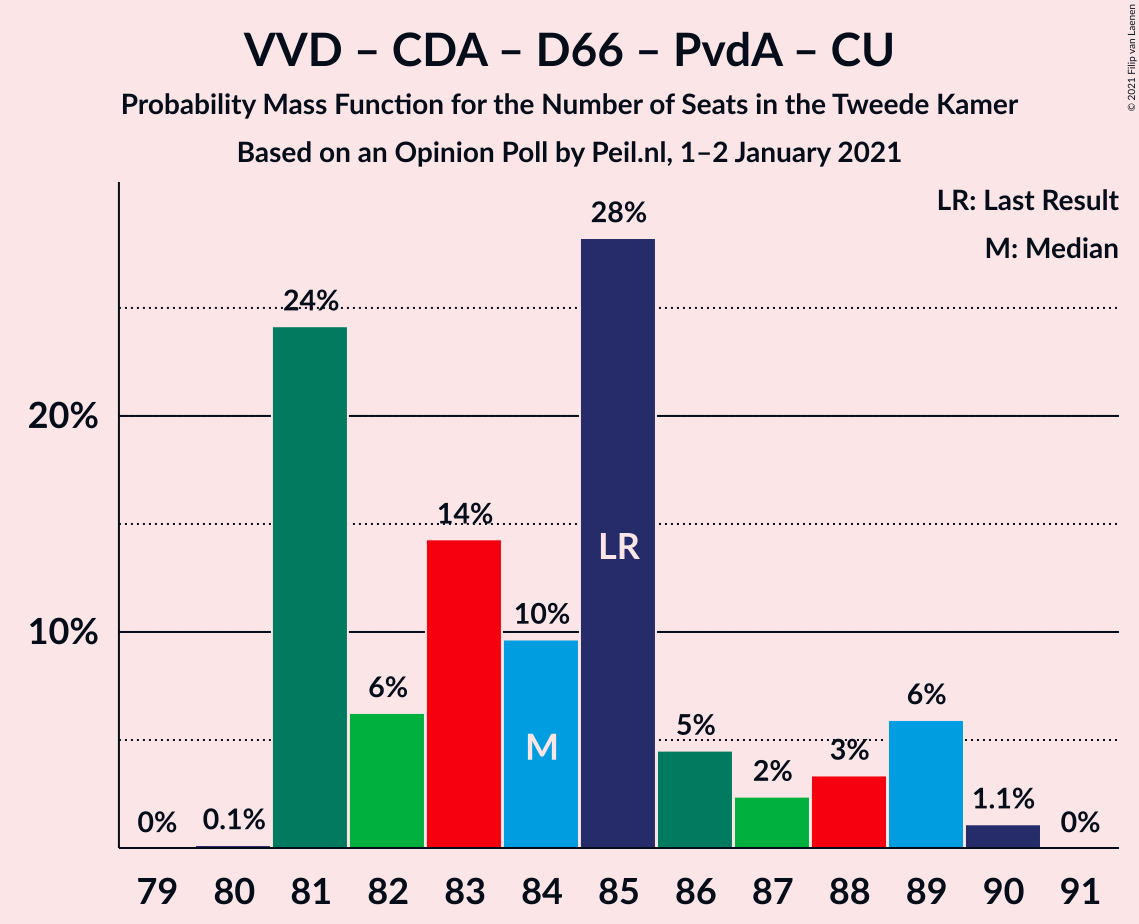 VVD – CDA – D66 – PvdA – CU
Probability Mass Function for the Number of Seats in the Tweede Kamer
Based on an Opinion Poll by Peil.nl, 1–2 January 2021
© 2021 Filip van Laenen
LR: Last Result
M: Median
20%
10%
0%
0.1%
24%
6%
14%
10%
28%
5%
2%
3%
6%
1.1%
0%
M
LR
79 80 81 82 83 84 85 86 87 88 89 90 91